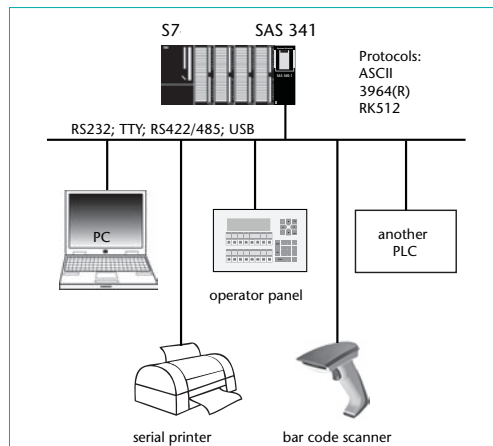 S7 SAS 341
Protocols:
ASCII
3964(R)
RK512
RS232; TTY; RS422/485; USB
PC
another
PLC
operator panel
serial printer
bar code scanner